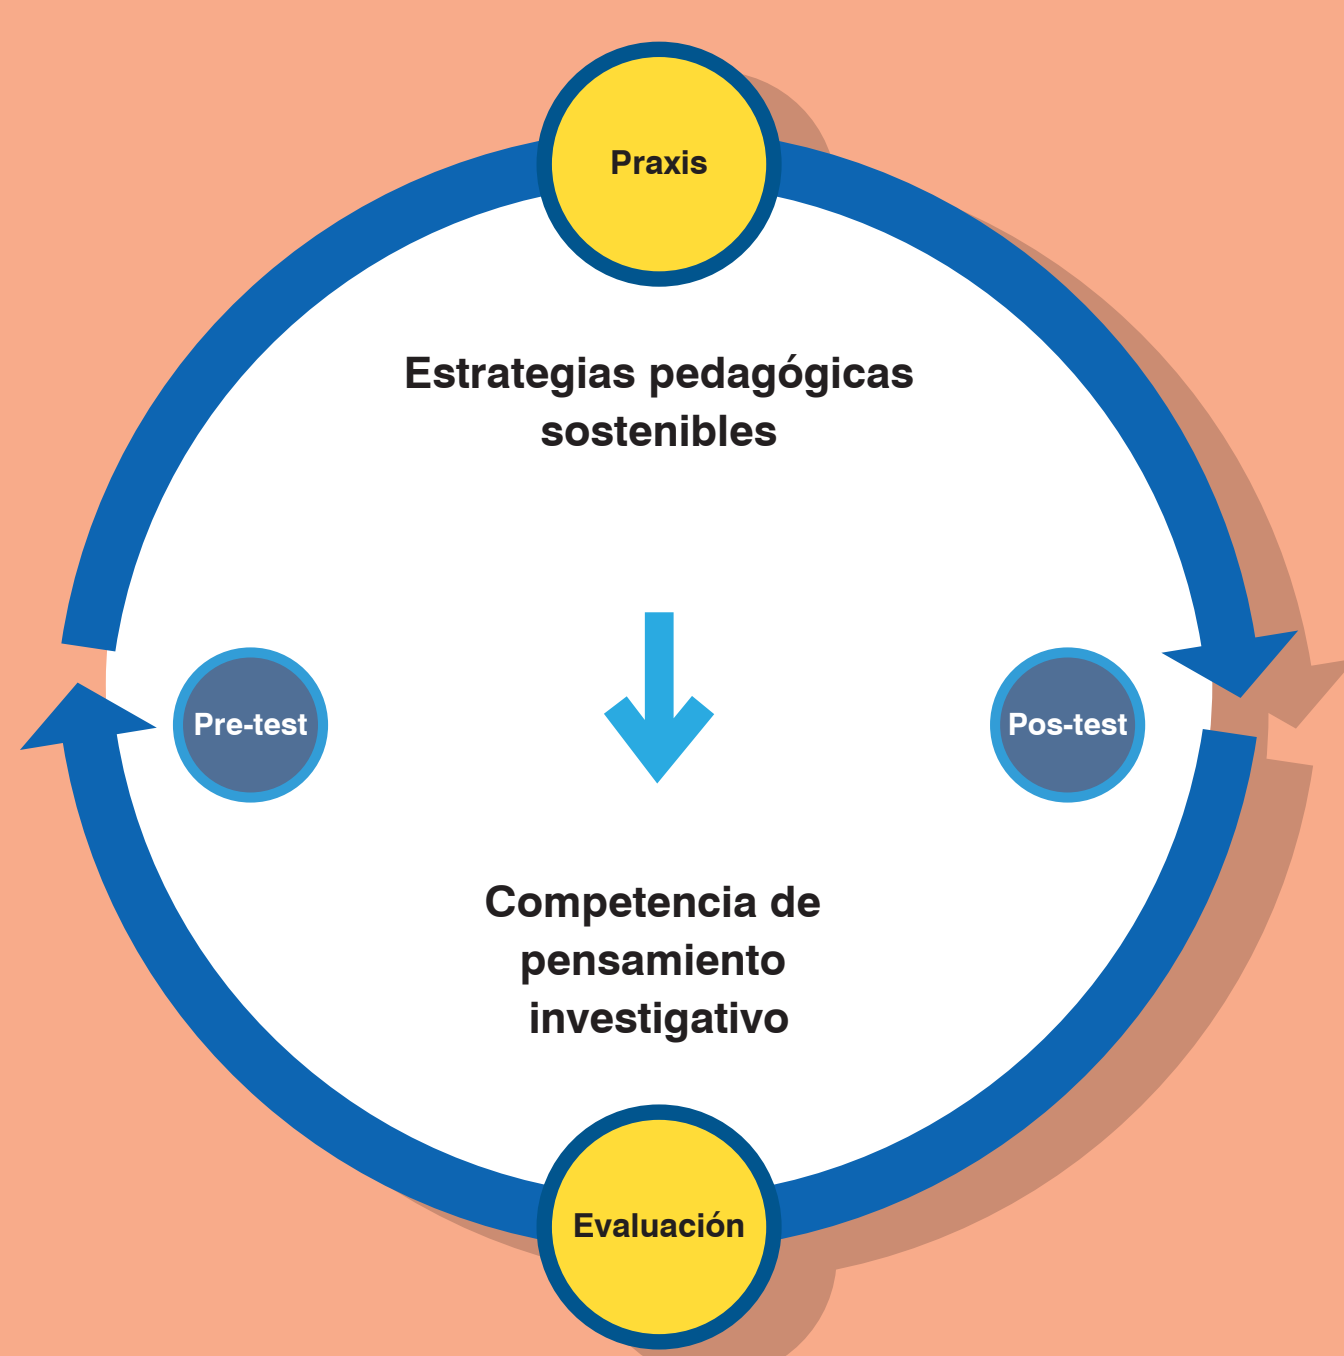 Praxis
Estrategias pedagógicas
sostenibles
Pre-test
Pos-test
Competencia de
pensamiento
investigativo
Evaluación